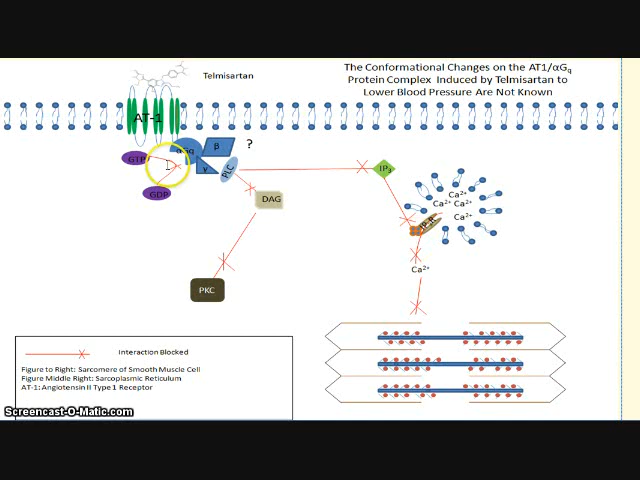 Telmisartan
The Conformational Changes on the AT1/αGq
Protein Complex Induced by Telmisartan to
Lower Blood Pressure Are Not Known
AT-1
?
GTP
αGq
β
γ
PLC
GDP
IP3
DAG
Ca2+
Ca2+ Ca2+
Ca2+
IP3R
Ca2+
PKC
Interaction Blocked
Figure to Right: Sarcomere of Smooth Muscle Cell
Figure Middle Right: Sarcoplasmic Reticulum
AT-1: Angiotensin II Type 1 Receptor
Screencast-O-Matic.com